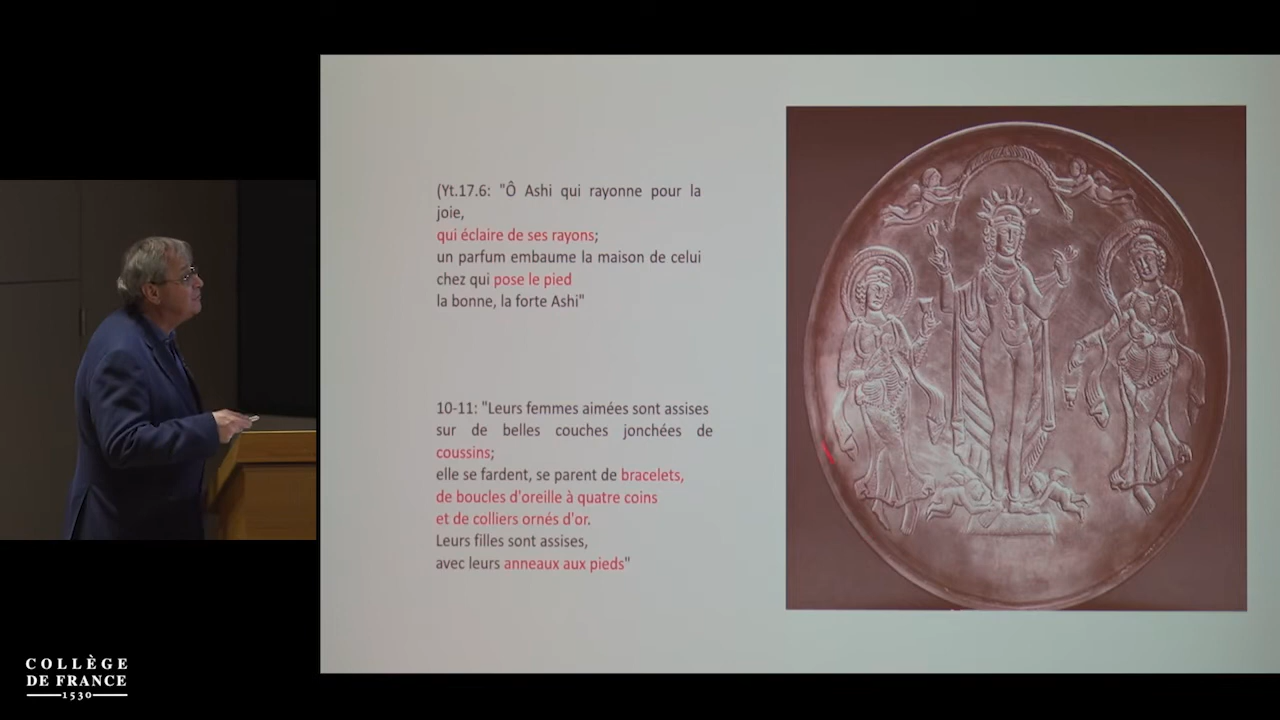 (Yt.17.6: "Ô Ashi qui rayonne pour la
joie,
qui éclaire de ses rayons;
un parfum embaume la maison de celui
chez qui pose le pied
la bonne, la forte Ashi"
10-11: "Leurs femmes aimées sont assises
sur de belles couches jonchées de
coussins;
elle se fardent, se parent de bracelets,
de boucles d'oreille à quatre coins
et de colliers ornés d'or.
Leurs filles sont assises,
avec leurs anneaux aux pieds"
COLLÈGE
DE FRANCE
1530